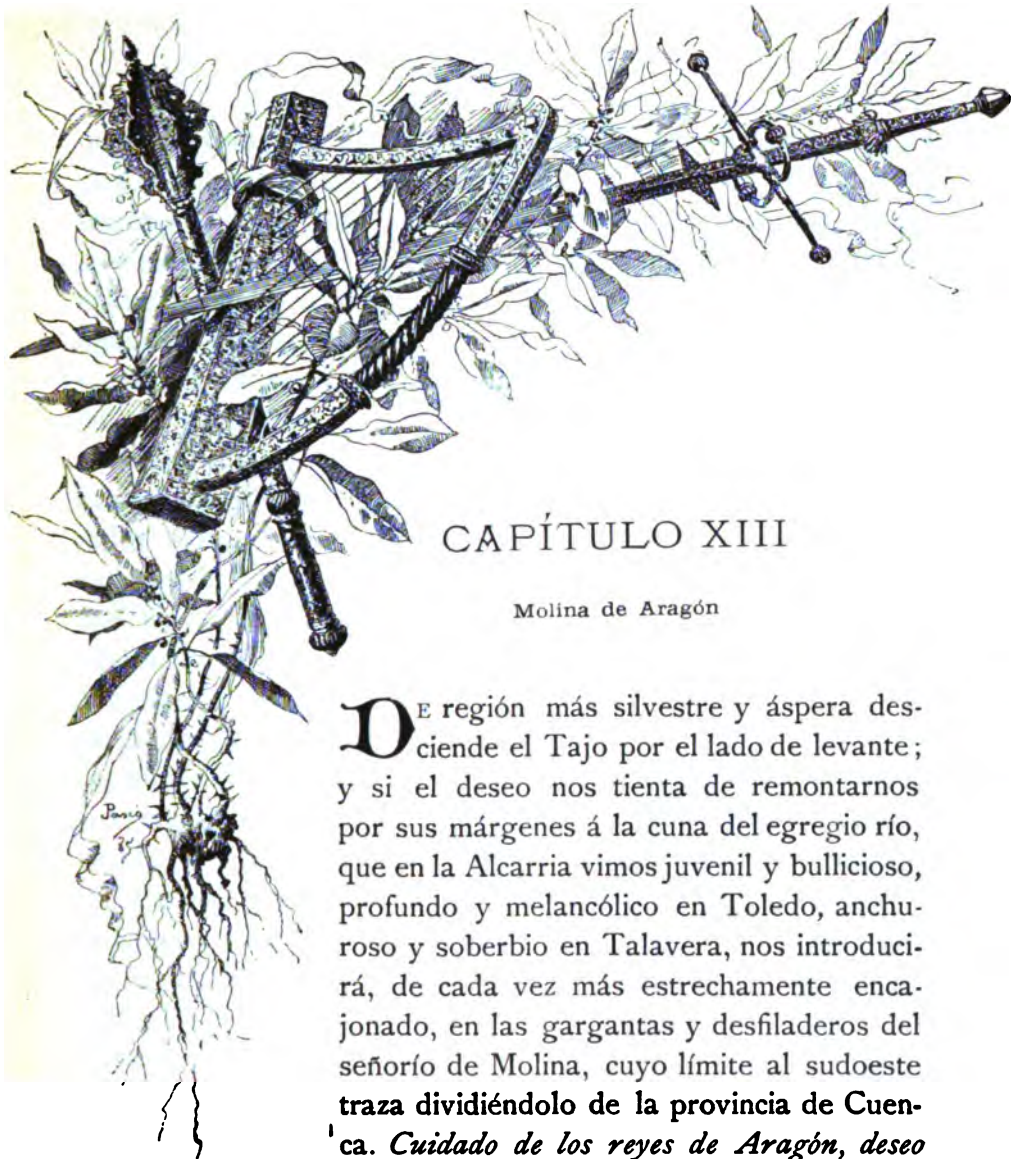 CAPÍTULO XIII
Molina de Aragón
DE región más silvestre y áspera des-
ciende el Tajo por el lado de levante;
y si el deseo nos tienta de remontarnos
por sus márgenes á la cuna del egregio río,
que en la Alcarria vimos juvenil y bullicioso,
profundo y melancólico en Toledo, anchu-
roso y soberbio en Talavera, nos introduci-
rá, de cada vez más estrechamente enca-
jonado, en las gargantas y desfiladeros del
señorío de Molina, cuyo límite al sudoeste
traza dividiéndolo de la provincia de Cuen-
ca. Cuidado de los reyes de Aragón, deseo